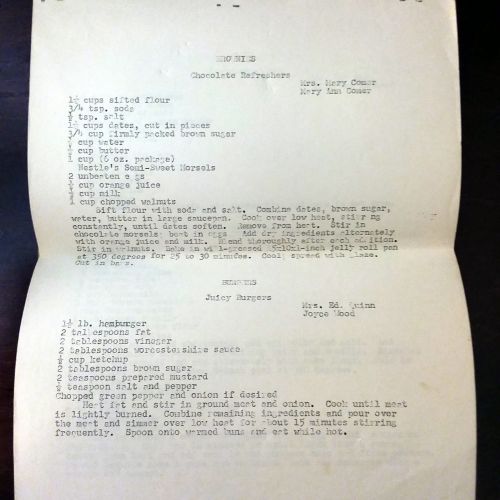 BROWNIES
Chocolate Refreshers
Mrs. Mary Comer
Mary Ann Comer
1¼ cups sifted flour
3/4 tsp. soda
½ tsp. salt
1¼ cups dates, cut in pieces
3/4 cup firmly packed brown sugar
½ cup water
½ cup butter
1 cup (6 oz. package)
Nestle's Semi-Sweet Morsels
2 unbeaten eggs
½ cup orange juice
½ cup milk
1 cup chopped walnuts
Sift flour with soda and salt. Combine dates, brown sugar,
water, butter in large saucepan. Cook over low heat, stirring
constantly, until dates soften. Remove from heat. Stir in
chocolate morsels; beat in eggs. Add dry ingredients alternately
with orange juice and milk. Blend thoroughly after each addition.
Stir in walnuts. Bake in well-greased 15x10x1-inch jelly roll pan
at 350 degrees for 25 to 30 minutes. Cool; spread with glaze.
Cut in bars.
Juicy Burgers
Mrs. Ed. Quinn
Joyce Wood
1½ lb. hamburger
2 tablespoons fat
2 tablespoons vinegar
2 tablespoons worcestershire sauce
½ cup ketchup
2 tablespoons brown sugar
2 teaspoons prepared mustard
½ teaspoon salt and pepper
Chopped green pepper and onion if desired
Heat fat and stir in ground meat and onion. Cook until meat
is lightly burned. Combine remaining ingredients and pour over
the meat and simmer over low heat for about 15 minutes stirring
frequently. Spoon onto warmed buns and eat while hot.